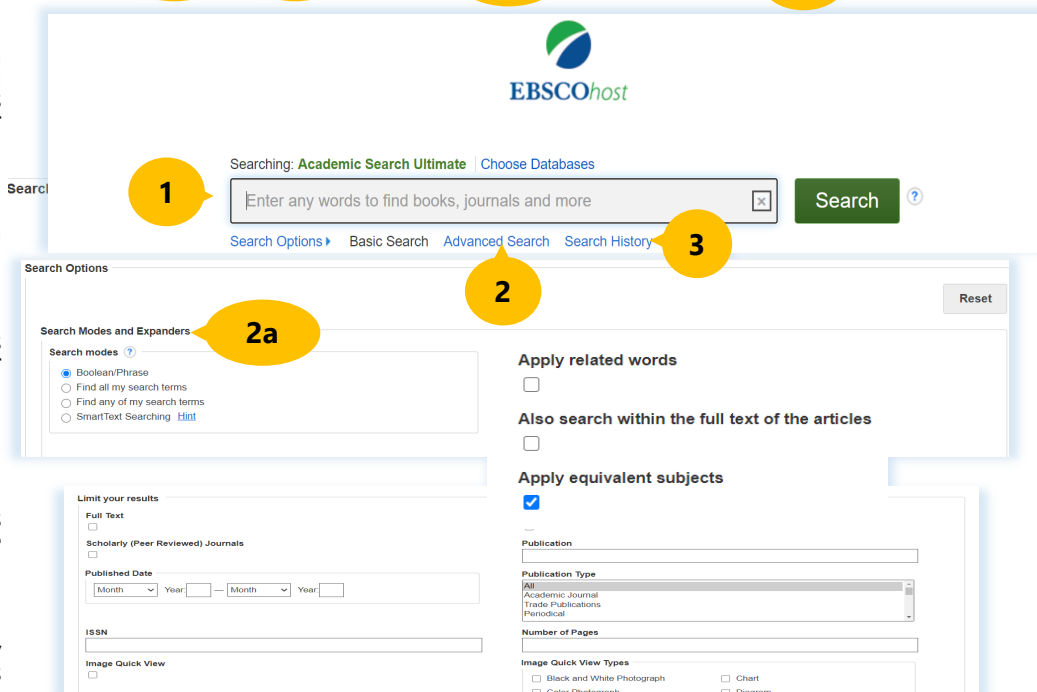 EBSCOhost
Searching: Academic Search Ultimate Choose Databases
1
Enter any words to find books, journals and more
Search ?
Search Options Basic Search Advanced Search Search History
3
2
Search Options
Reset
Search Modes and Expanders
2a
Search modes ?
Boolean/Phrase
Find all my search terms
Find any of my search terms
SmartText Searching Hint
Apply related words
Also search within the full text of the articles
Apply equivalent subjects
Limit your results
Full Text
Scholarly (Peer Reviewed) Journals
Published Date
Month Year: — Month Year:
ISSN
Image Quick View
Publication
Publication Type
All
Academic Journal
Trade Publications
Periodical
Number of Pages
Image Quick View Types
Black and White Photograph Chart
Color Photograph Diagram